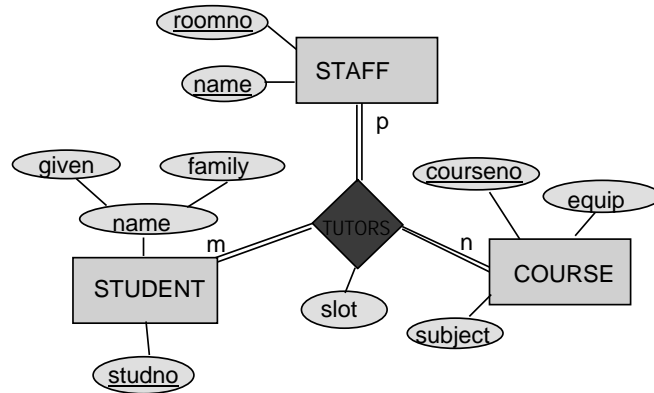 roomno
STAFF
name
p
given
family
courseno
equip
name
TUTORS
m
n
STUDENT
COURSE
slot
subject
studno